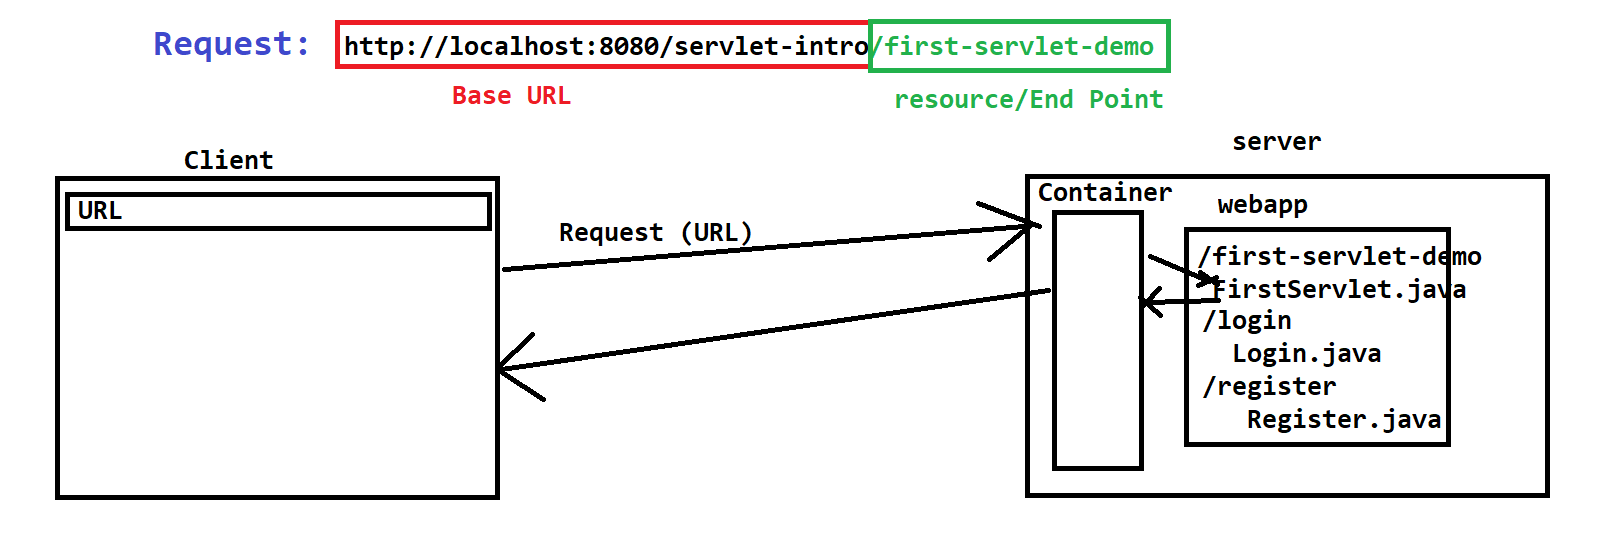 Request: http://localhost:8080/servlet-intro/first-servlet-demo
Base URL
resource/End Point
Client
server
URL
Request (URL)
Container
webapp
/first-servlet-demo
FirstServlet.java
/login
Login.java
/register
Register.java